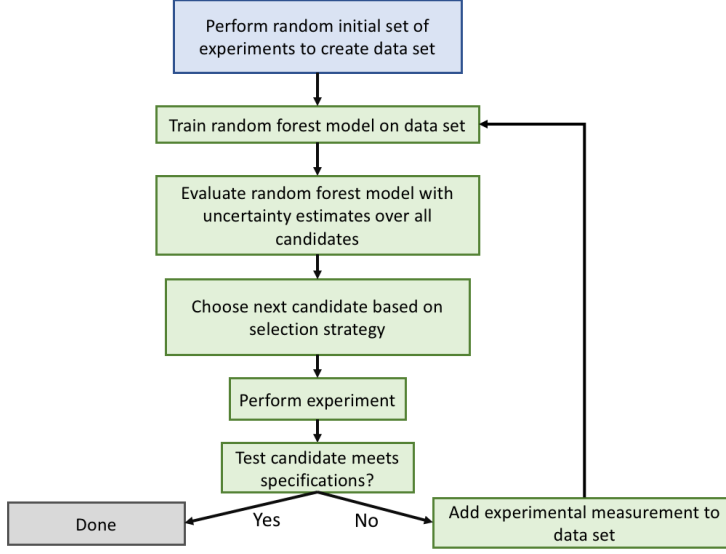 Perform random initial set of
experiments to create data set
Train random forest model on data set
Evaluate random forest model with
uncertainty estimates over all
candidates
Choose next candidate based on
selection strategy
Perform experiment
Test candidate meets
specifications?
Yes
No
Done
Add experimental measurement to
data set